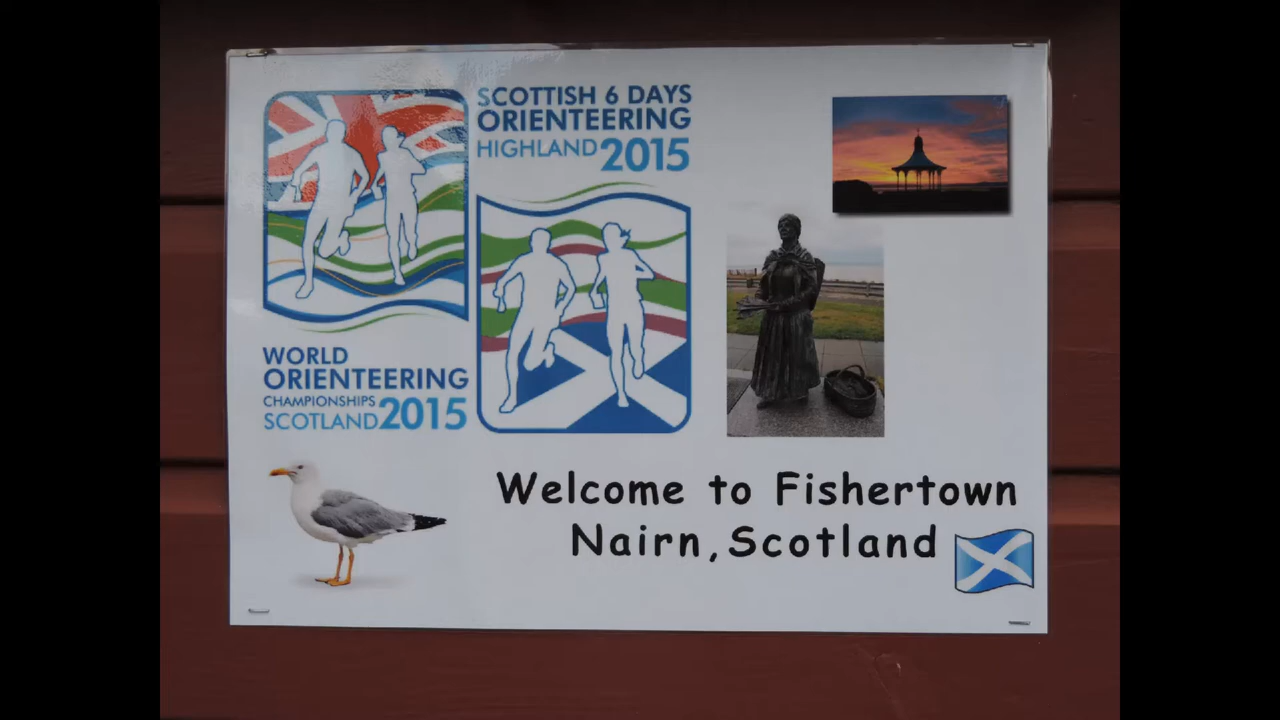 SCOTTISH 6 DAYS
ORIENTEERING
HIGHLAND 2015
WORLD
ORIENTEERING
CHAMPIONSHIPS
SCOTLAND 2015
Welcome to Fishertown
Nairn, Scotland